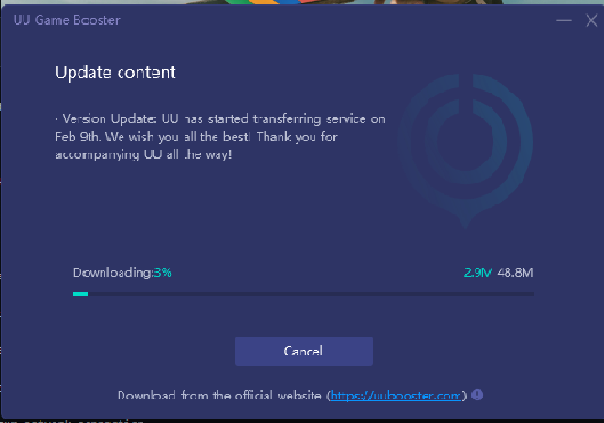 UU Game Booster
Update content
· Version Update: UU has started transferring service on
Feb 9th. We wish you all the best! Thank you for
accompanying UU all the way!
Downloading:3% 2.9M 48.8M
Cancel
Download from the official website (https://uubooster.com)